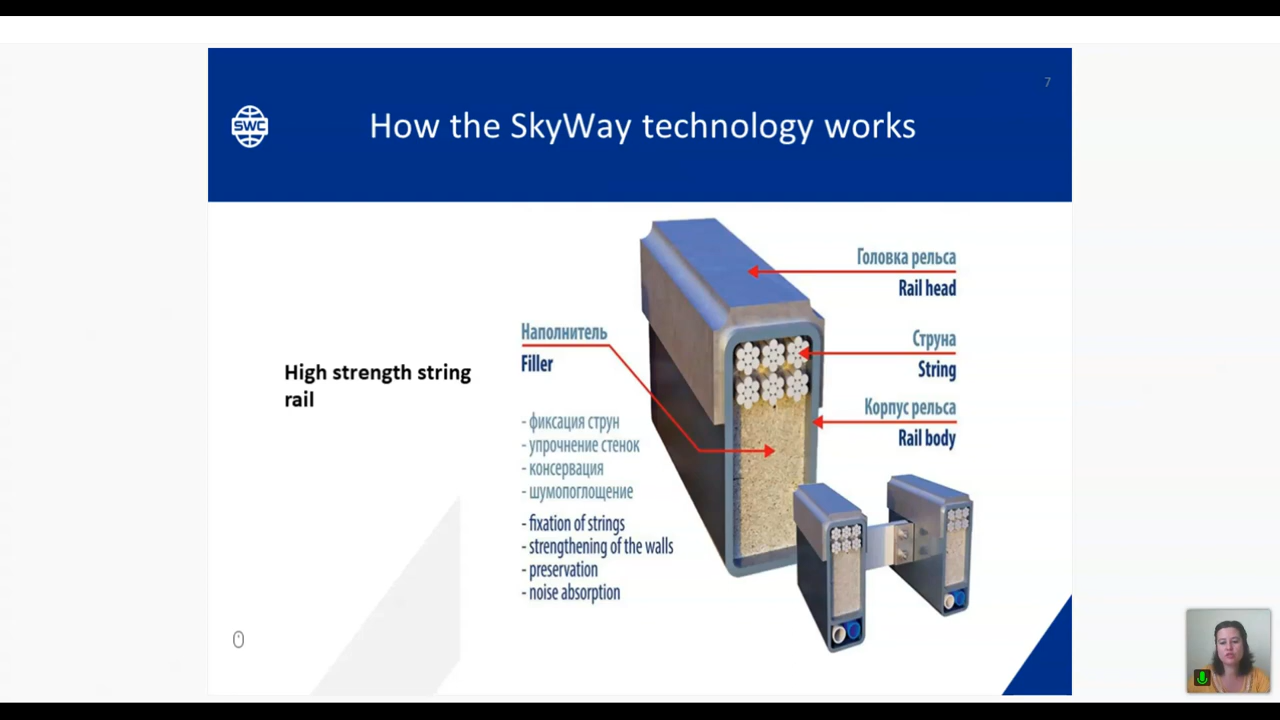 7
SWC
How the SkyWay technology works
Головка рельса
Rail head
Наполнитель
Filler
Струна
String
High strength string
rail
Корпус рельса
Rail body
- фиксация струн
- упрочнение стенок
- консервация
- шумопоглощение
- fixation of strings
- strengthening of the walls
- preservation
- noise absorption